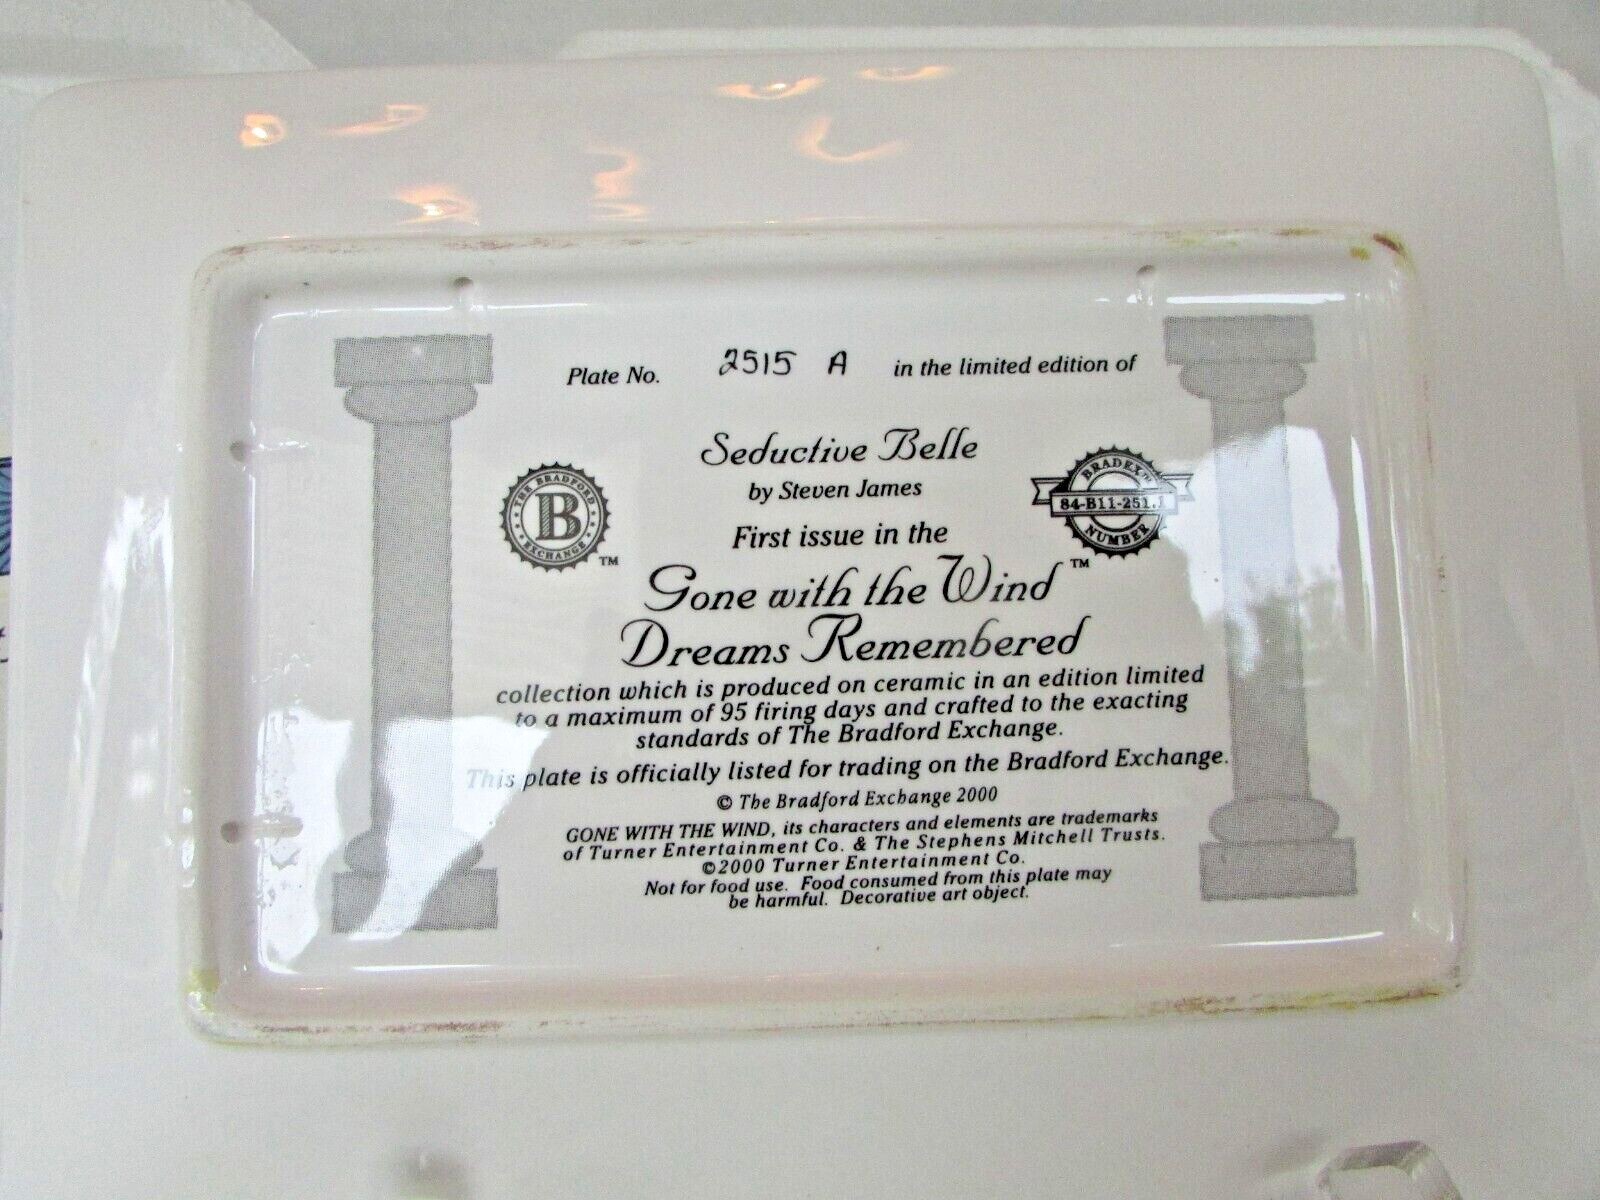 Plate No. 2515 A in the limited edition of
Seductive Belle
by Steven James
First issue in the
Gone with the Wind™
Dreams Remembered
collection which is produced on ceramic in an edition limited
to a maximum of 95 firing days and crafted to the exacting
standards of The Bradford Exchange.
This plate is officially listed for trading on the Bradford Exchange.
© The Bradford Exchange 2000
GONE WITH THE WIND, its characters and elements are trademarks
of Turner Entertainment Co. & The Stephens Mitchell Trusts.
©2000 Turner Entertainment Co.
Not for food use. Food consumed from this plate may
be harmful. Decorative art object.
THE BRADFORD
B
EXCHANGE
™
BRADEX™
84-B11-251.1
NUMBER